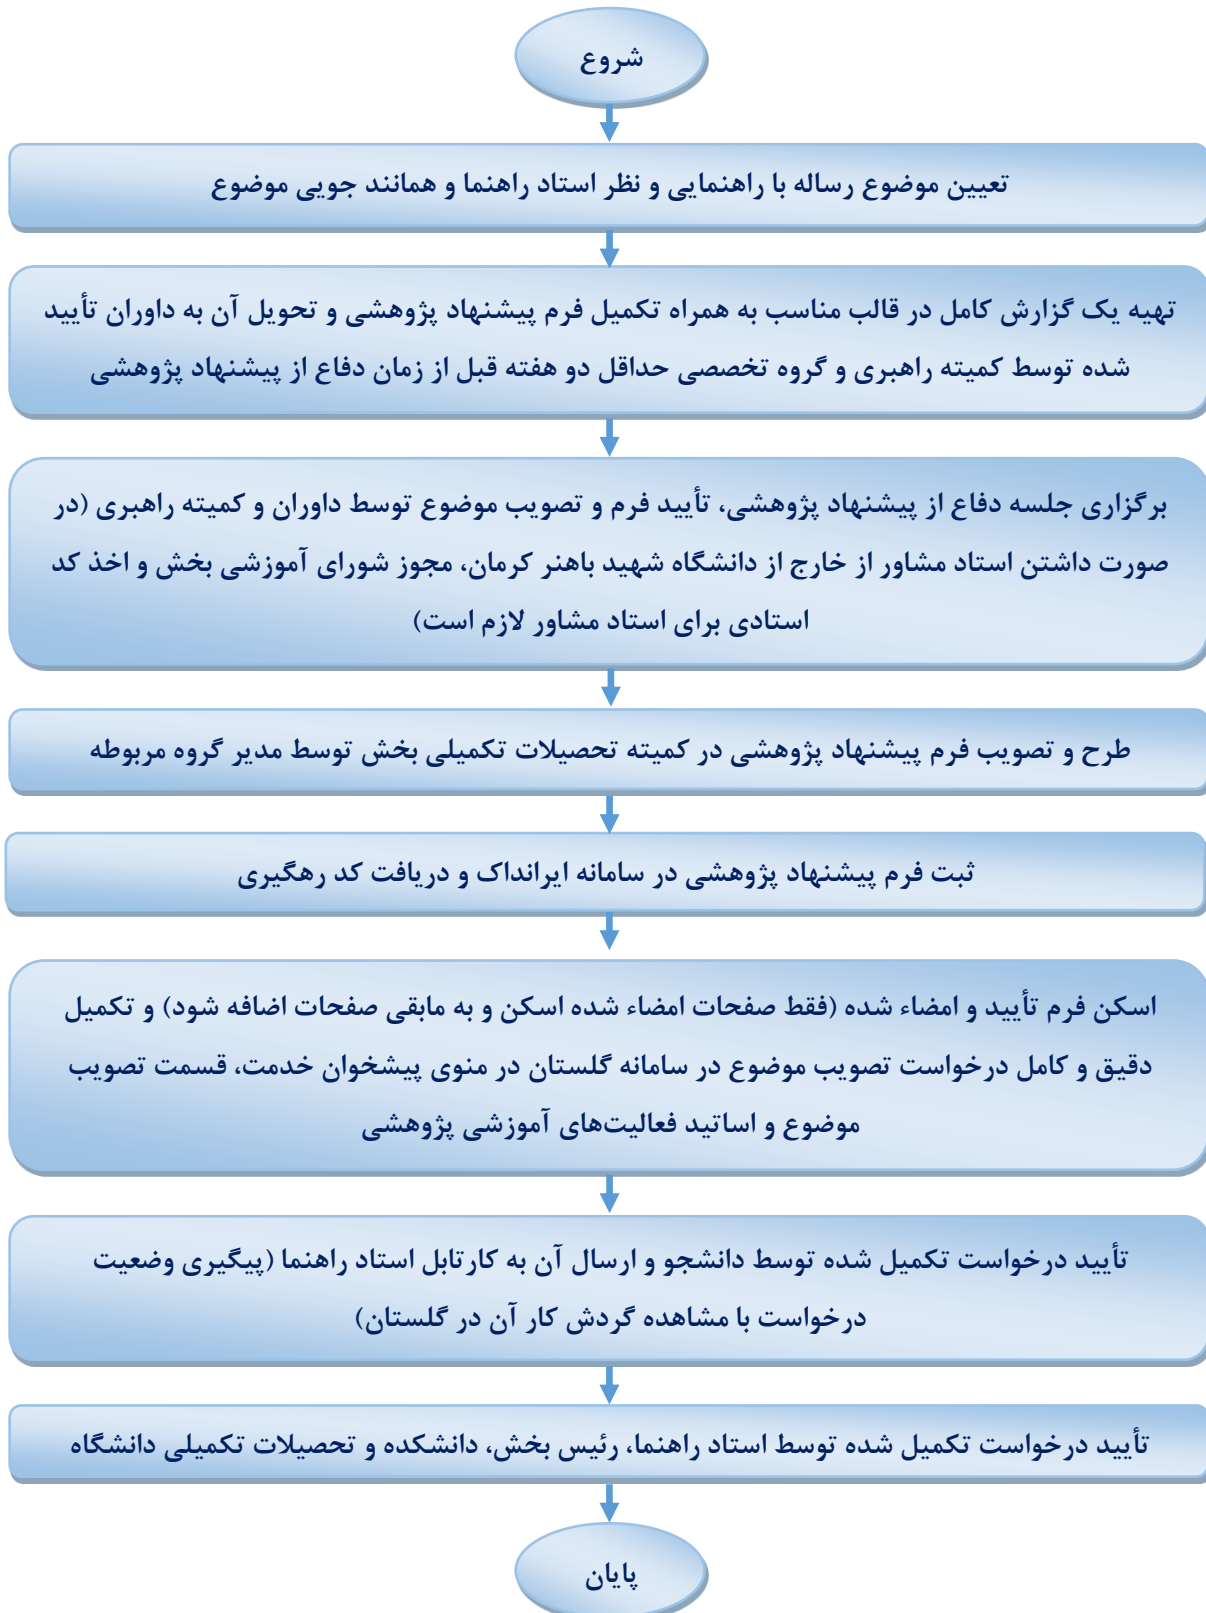 شروع
تعیین موضوع رساله با راهنمایی و نظر استاد راهنما و همانند جویی موضوع
تهیه یک گزارش کامل در قالب مناسب به همراه تکمیل فرم پیشنهاد پژوهشی و تحویل آن به داوران تأیید
شده توسط کمیته راهبری و گروه تخصصی حداقل دو هفته قبل از زمان دفاع از پیشنهاد پژوهشی
برگزاری جلسه دفاع از پیشنهاد پژوهشی، تأیید فرم و تصویب موضوع توسط داوران و کمیته راهبری (در
صورت داشتن استاد مشاور از خارج از دانشگاه شهید باهنر کرمان، مجوز شورای آموزشی بخش و اخذ کد
استادی برای استاد مشاور لازم است)
طرح و تصویب فرم پیشنهاد پژوهشی در کمیته تحصیلات تکمیلی بخش توسط مدیر گروه مربوطه
ثبت فرم پیشنهاد پژوهشی در سامانه ایرانداک و دریافت کد رهگیری
اسکن فرم تأیید و امضاء شده (فقط صفحات امضاء شده اسکن و به مابقی صفحات اضافه شود) و تکمیل
دقیق و کامل درخواست تصویب موضوع در سامانه گلستان در منوی پیشخوان خدمت، قسمت تصویب
موضوع و اساتید فعالیت‌های آموزشی پژوهشی
تأیید درخواست تکمیل شده توسط دانشجو و ارسال آن به کارتابل استاد راهنما (پیگیری وضعیت
درخواست با مشاهده گردش کار آن در گلستان)
تأیید درخواست تکمیل شده توسط استاد راهنما، رئیس بخش، دانشکده و تحصیلات تکمیلی دانشگاه
پایان